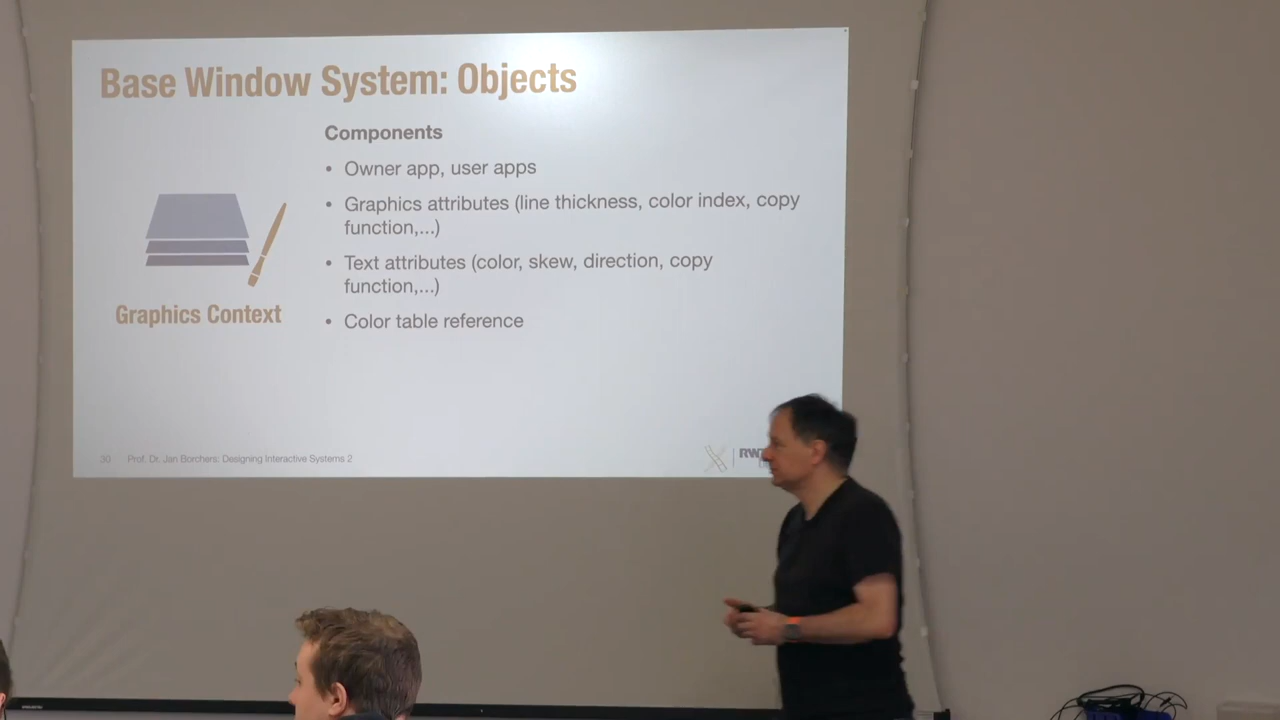 Base Window System: Objects
Components
• Owner app, user apps
• Graphics attributes (line thickness, color index, copy
function,...)
• Text attributes (color, skew, direction, copy
function,...)
• Color table reference
Graphics Context
30 Prof. Dr. Jan Borchers: Designing Interactive Systems 2